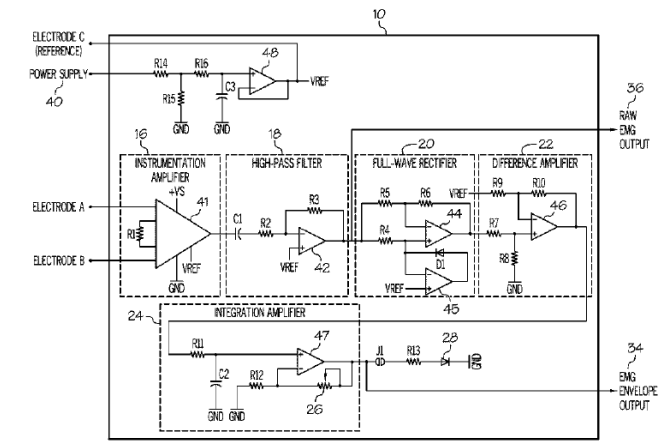 10
ELECTRODE C
(REFERENCE)
POWER SUPPLY
40
R14
R16
48
C3
R15
VREF
GND
GND
36
RAW
EMG
OUTPUT
16
INSTRUMENTATION
AMPLIFIER
18
HIGH-PASS FILTER
20
FULL-WAVE RECTIFIER
22
DIFFERENCE AMPLIFIER
+VS
41
R3
R5
R6
VREF
R9
R10
ELECTRODE A
C1
R2
44
46
R1
R4
R7
42
D1
R8
ELECTRODE B
VREF
VREF
VREF
45
GND
GND
24
INTEGRATION AMPLIFIER
R11
47
J1
R13
28
GND
C2
R12
26
GND
GND
34
EMG
ENVELOPE
OUTPUT